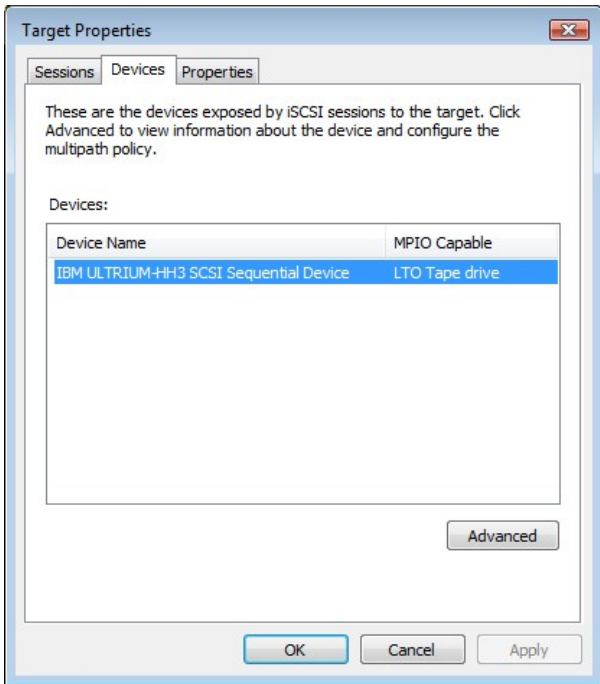 Target Properties
Sessions Devices Properties
These are the devices exposed by iSCSI sessions to the target. Click
Advanced to view information about the device and configure the
multipath policy.
Devices:
Device Name MPIO Capable
IBM ULTRIUM-HH3 SCSI Sequential Device LTO Tape drive
Advanced
OK Cancel Apply